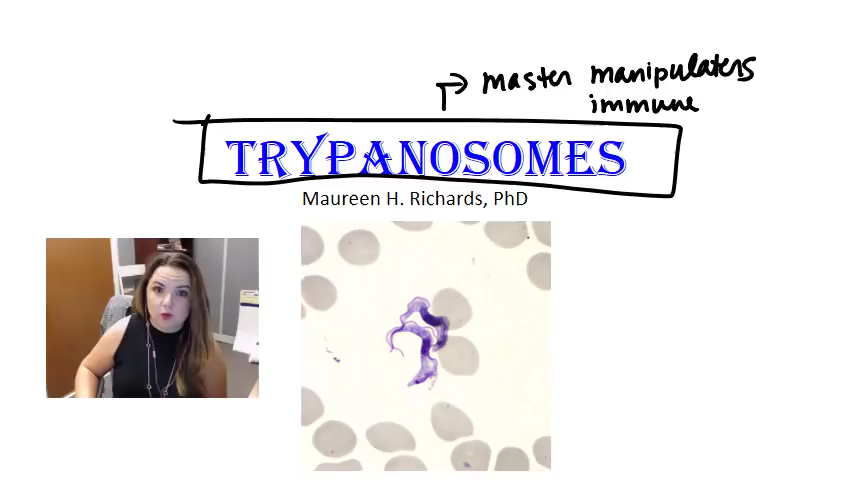 master manipulaters
immune
TRYPANOSOMES
Maureen H. Richards, PhD